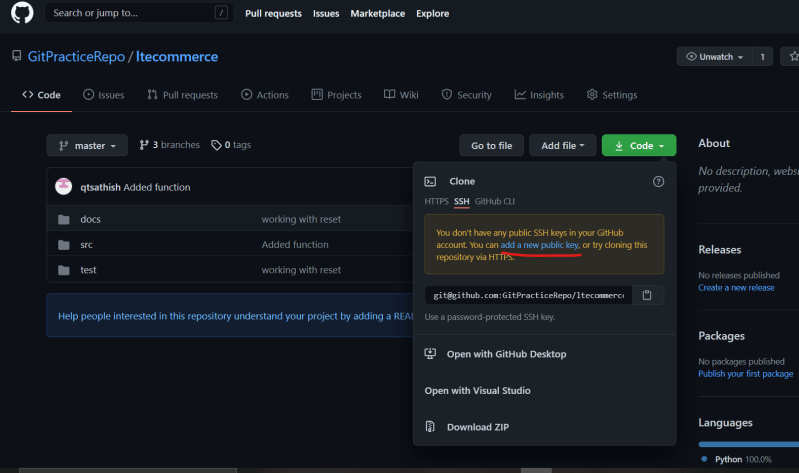 Search or jump to... /
Pull requests Issues Marketplace Explore
GitPracticeRepo / ltecommerce
Unwatch 1
Code Issues Pull requests Actions Projects Wiki Security Insights Settings
master 3 branches 0 tags Go to file Add file Code
qtsathish Added function
docs working with reset
src Added function
test working with reset
Help people interested in this repository understand your project by adding a REA
Clone
HTTPS SSH GitHub CLI
You don't have any public SSH keys in your GitHub
account. You can add a new public key, or try cloning this
repository via HTTPS.
git@github.com:GitPracticeRepo/ltecommerce
Use a password-protected SSH key.
Open with GitHub Desktop
Open with Visual Studio
Download ZIP
About
No description, webs
provided.
Releases
No releases published
Create a new release
Packages
No packages published
Publish your first package
Languages
Python 100.0%